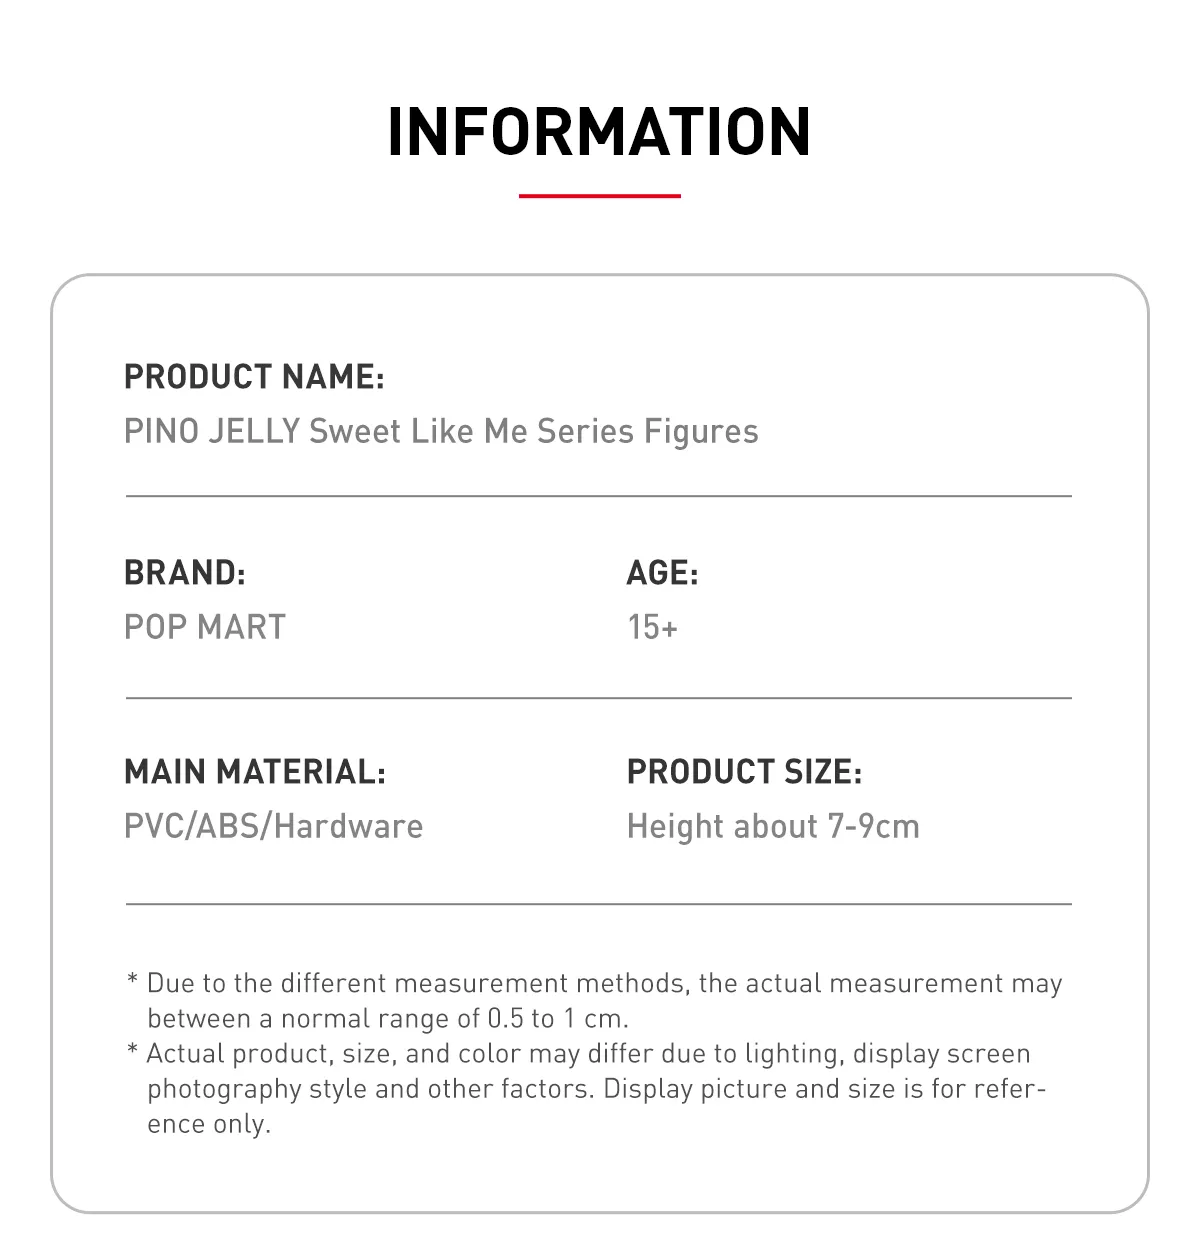 INFORMATION
PRODUCT NAME:
PINO JELLY Sweet Like Me Series Figures
BRAND:
POP MART
AGE:
15+
MAIN MATERIAL:
PVC/ABS/Hardware
PRODUCT SIZE:
Height about 7-9cm
* Due to the different measurement methods, the actual measurement may
between a normal range of 0.5 to 1 cm.
* Actual product, size, and color may differ due to lighting, display screen
photography style and other factors. Display picture and size is for refer-
ence only.